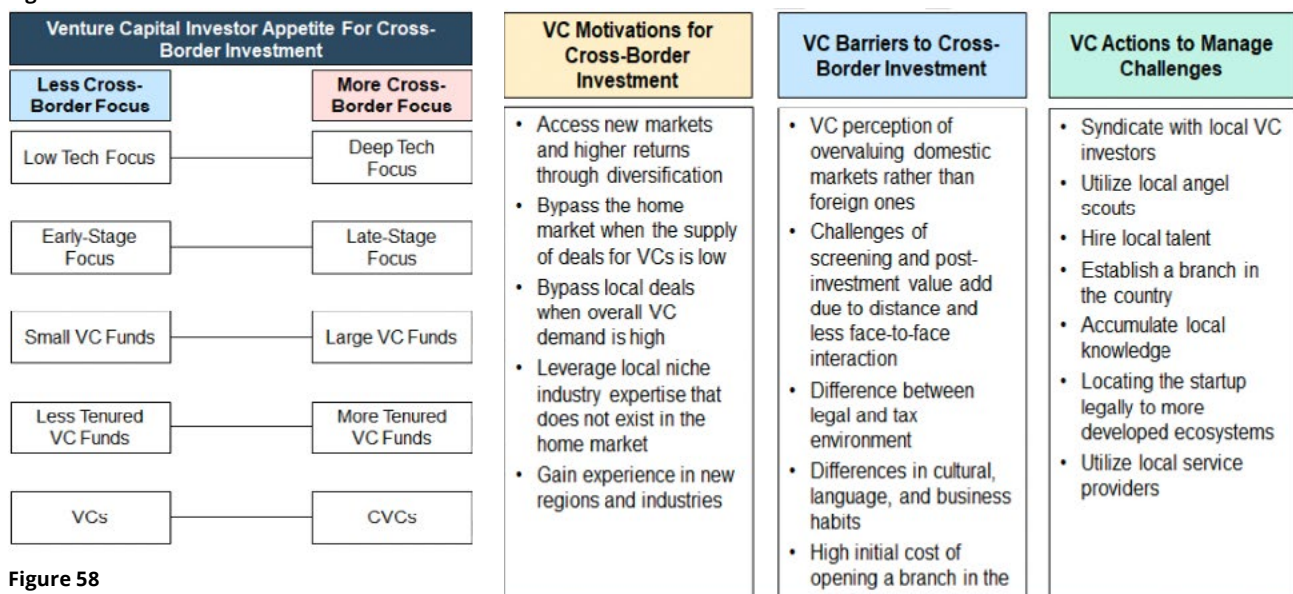 Venture Capital Investor Appetite For Cross-
Border Investment
Less Cross-
Border Focus
More Cross-
Border Focus
Low Tech Focus
Deep Tech
Focus
Early-Stage
Focus
Late-Stage
Focus
Small VC Funds
Large VC Funds
Less Tenured
VC Funds
More Tenured
VC Funds
VCs
CVCs
Figure 58
VC Motivations for
Cross-Border
Investment
• Access new markets
and higher returns
through diversification
• Bypass the home
market when the supply
of deals for VCs is low
• Bypass local deals
when overall VC
demand is high
• Leverage local niche
industry expertise that
does not exist in the
home market
• Gain experience in new
regions and industries
VC Barriers to Cross-
Border Investment
• VC perception of
overvaluing domestic
markets rather than
foreign ones
• Challenges of
screening and post-
investment value add
due to distance and
less face-to-face
interaction
• Difference between
legal and tax
environment
• Differences in cultural,
language, and business
habits
• High initial cost of
opening a branch in the
VC Actions to Manage
Challenges
• Syndicate with local VC
investors
• Utilize local angel
scouts
• Hire local talent
• Establish a branch in
the country
• Accumulate local
knowledge
• Locating the startup
legally to more
developed ecosystems
• Utilize local service
providers